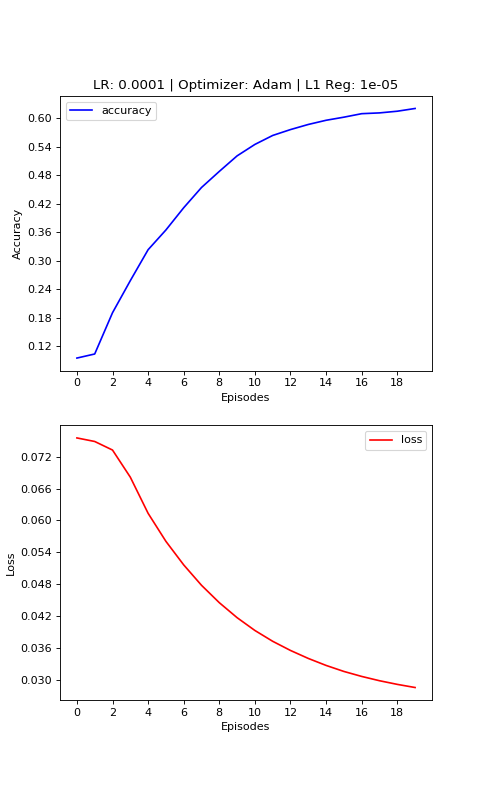 LR: 0.0001 | Optimizer: Adam | L1 Reg: 1e-05
accuracy
0.60
0.54
0.48
0.42
0.36
0.30
0.24
0.18
0.12
Accuracy
0 2 4 6 8 10 12 14 16 18
Episodes
loss
0.072
0.066
0.060
0.054
0.048
0.042
0.036
0.030
Loss
0 2 4 6 8 10 12 14 16 18
Episodes